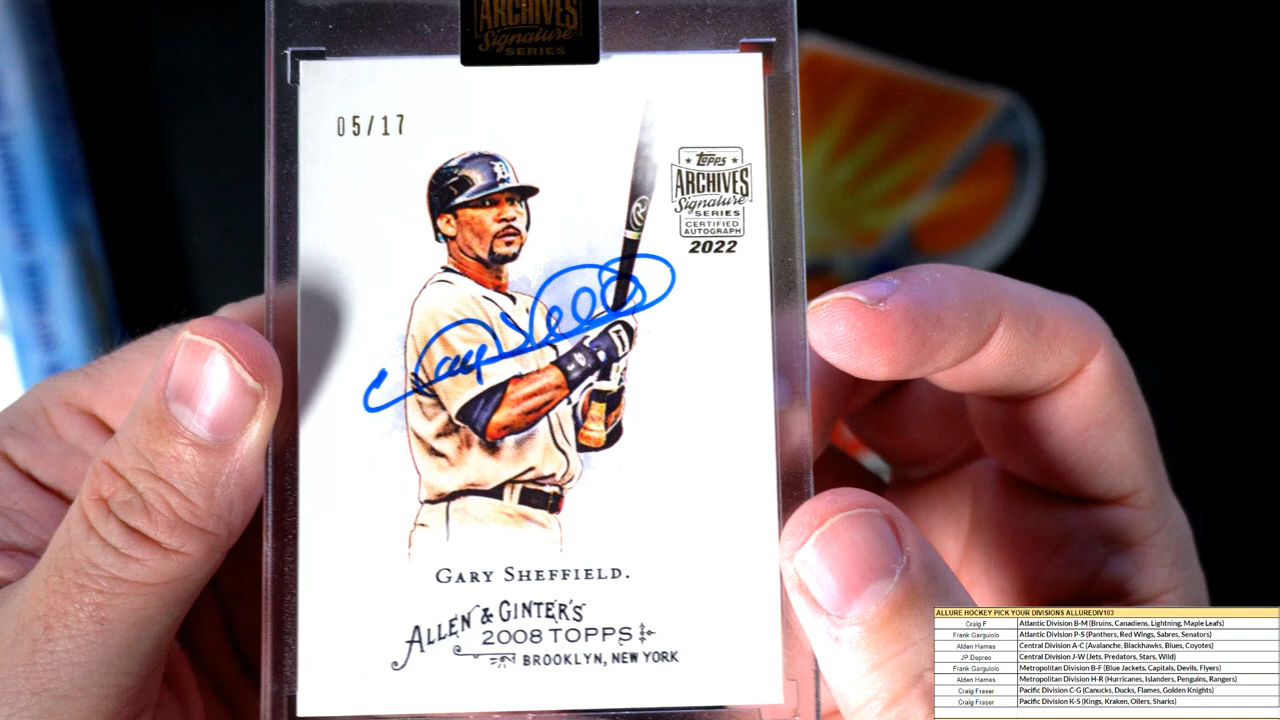 ARCHIVES
Signature
SERIES
05/17
Topps
ARCHIVES
Signature
SERIES
CERTIFIED
AUTOGRAPH
2022
GARY SHEFFIELD.
ALLEN & GINTER'S
2008 TOPPS
BROOKLYN, NEW YORK
ALLURE HOCKEY PICK YOUR DIVISIONS ALLUREDIV103
Craig F Atlantic Division B-M (Bruins, Canadiens, Lightning, Maple Leafs)
Frank Garguiolo Atlantic Division P-S (Panthers, Red Wings, Sabres, Senators)
Alden Hames Central Division A-C (Avalanche, Blackhawks, Blues, Coyotes)
JP Depreo Central Division J-W (Jets, Predators, Stars, Wild)
Frank Garguiolo Metropolitan Division B-F (Blue Jackets, Capitals, Devils, Flyers)
Alden Hames Metropolitan Division H-R (Hurricanes, Islanders, Penguins, Rangers)
Craig Fraser Pacific Division C-G (Canucks, Ducks, Flames, Golden Knights)
Craig Fraser Pacific Division K-S (Kings, Kraken, Oilers, Sharks)